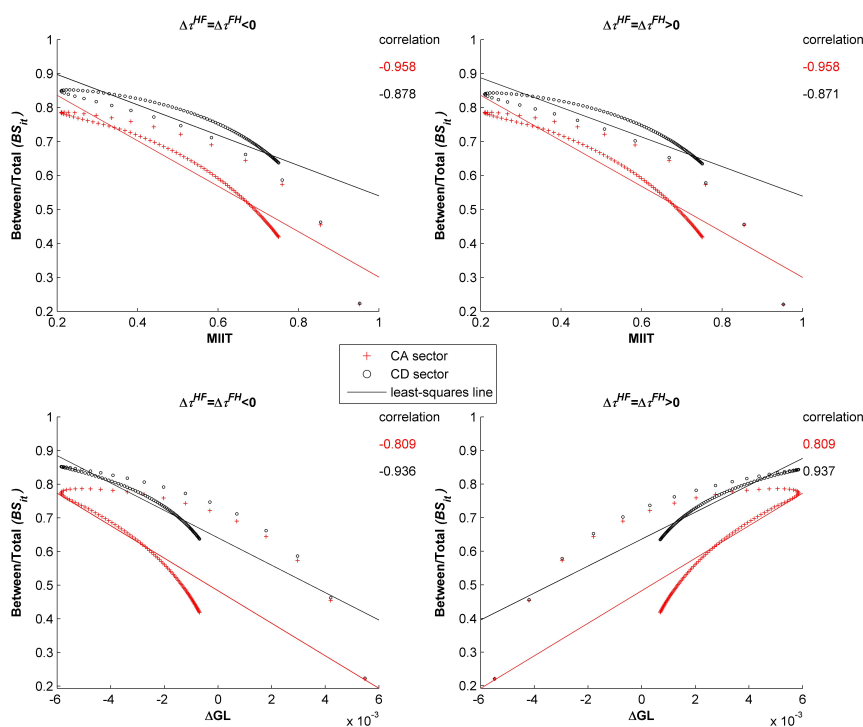 Δτ^HF=Δτ^FH<0
correlation
-0.958
-0.878
Between/Total (BS_it)
1
0.9
0.8
0.7
0.6
0.5
0.4
0.3
0.2
0.2 0.4 0.6 0.8 1
MIIT
Δτ^HF=Δτ^FH>0
correlation
-0.958
-0.871
Between/Total (BS_it)
1
0.9
0.8
0.7
0.6
0.5
0.4
0.3
0.2
0.2 0.4 0.6 0.8 1
MIIT
CA sector
CD sector
least-squares line
Δτ^HF=Δτ^FH<0
correlation
-0.809
-0.936
Between/Total (BS_it)
1
0.9
0.8
0.7
0.6
0.5
0.4
0.3
0.2
-6 -4 -2 0 2 4 6
ΔGL
x 10^-3
Δτ^HF=Δτ^FH>0
correlation
0.809
0.937
Between/Total (BS_it)
1
0.9
0.8
0.7
0.6
0.5
0.4
0.3
0.2
-6 -4 -2 0 2 4 6
ΔGL
x 10^-3